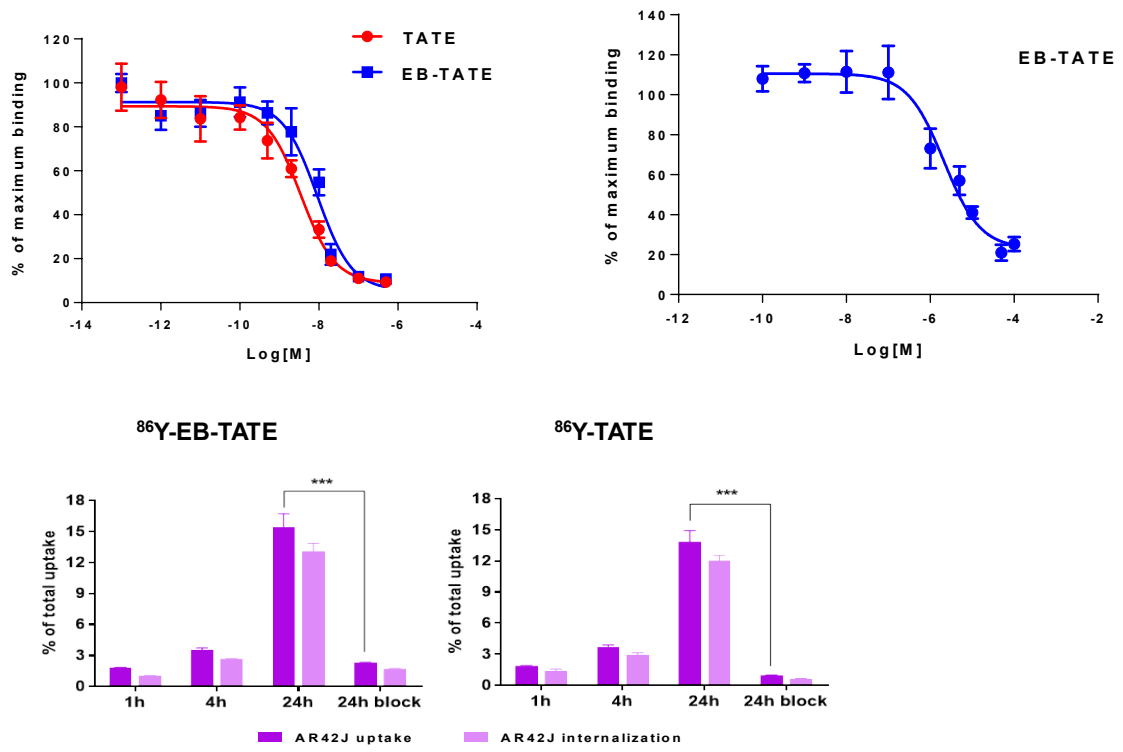 TATE
EB-TATE
% of maximum binding
120
100
80
60
40
20
0
-14 -12 -10 -8 -6 -4
Log[M]
EB-TATE
% of maximum binding
140
120
100
80
60
40
20
0
-12 -10 -8 -6 -4 -2
Log[M]
86Y-EB-TATE
% of total uptake
18
15
12
9
6
3
0
***
1h 4h 24h 24h block
86Y-TATE
% of total uptake
18
15
12
9
6
3
0
***
1h 4h 24h 24h block
AR42J uptake AR42J internalization